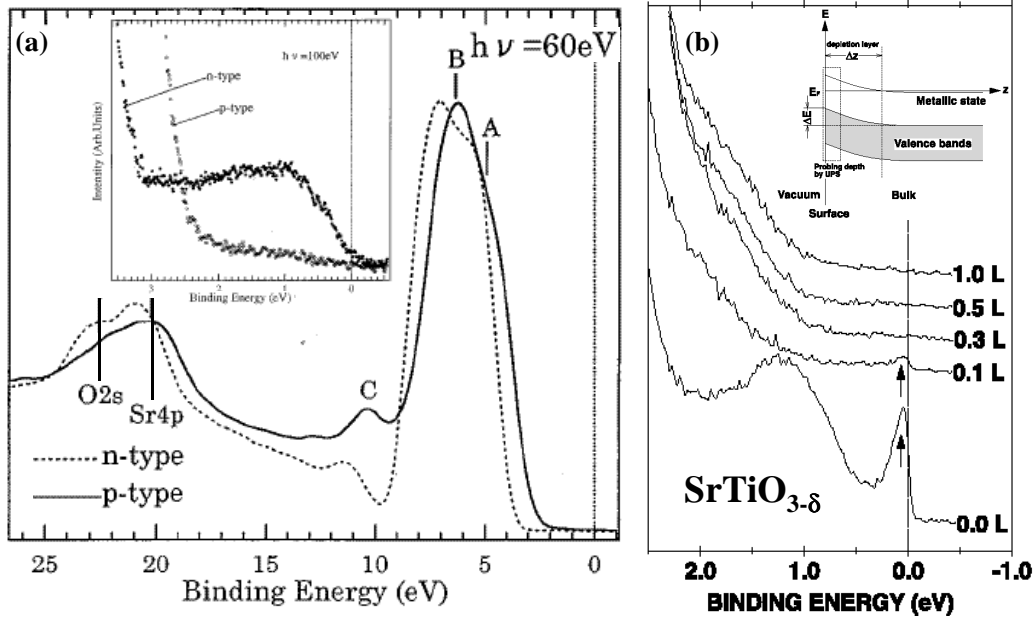 (a)
h ν =60eV
B
A
h ν =100eV
n-type
p-type
Intensity (Arb.Units)
3
2
1
0
Binding Energy (eV)
O2s
Sr4p
C
n-type
p-type
25
20
15
10
5
0
Binding Energy (eV)
(b)
E
depletion layer
Δz
E_F
z
Metallic state
ΔE
Valence bands
Probing depth
by UPS
Vacuum
Bulk
Surface
1.0 L
0.5 L
0.3 L
0.1 L
SrTiO3-δ
0.0 L
2.0
1.0
0.0
-1.0
BINDING ENERGY (eV)